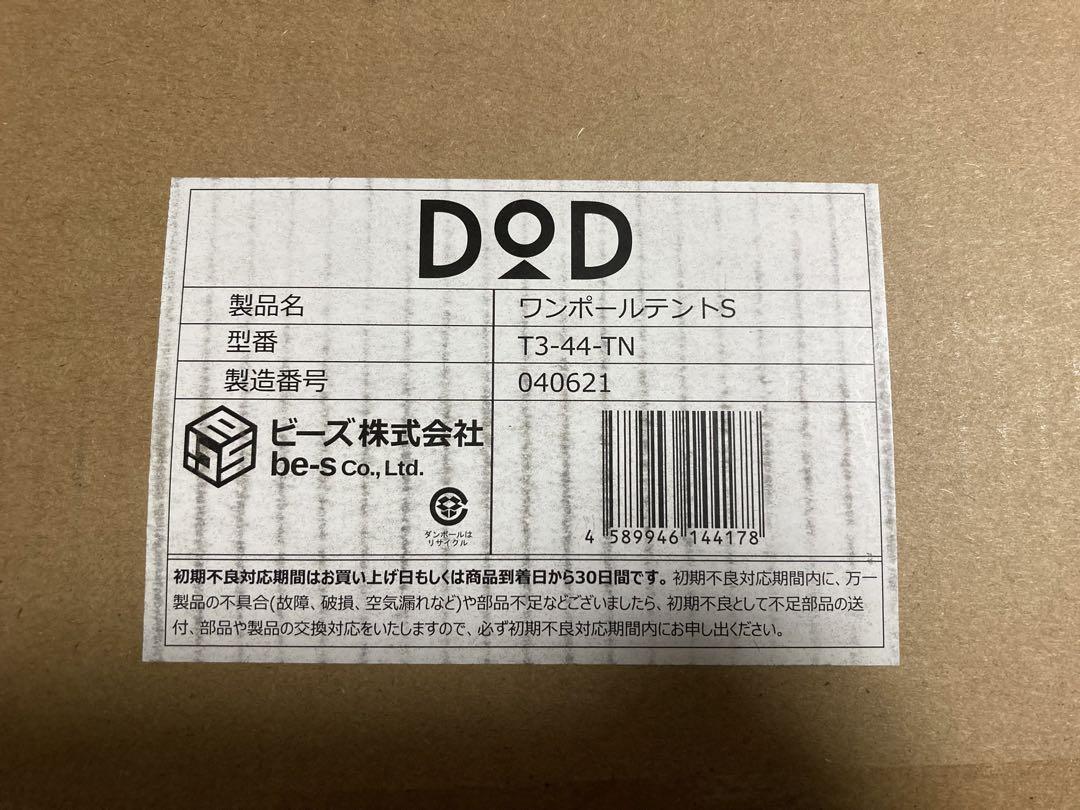 DOD
製品名 ワンポールテントS
型番 T3-44-TN
製造番号 040621
ビーズ株式会社
be-s Co., Ltd.
ダンボールは
リサイクル
4 589946 144178
初期不良対応期間はお買い上げ日もしくは商品到着日から30日間です。初期不良対応期間内に、万一
製品の不具合(故障、破損、空気漏れなど)や部品不足などございましたら、初期不良として不足部品の送
付、部品や製品の交換対応をいたしますので、必ず初期不良対応期間内にお申し出ください。